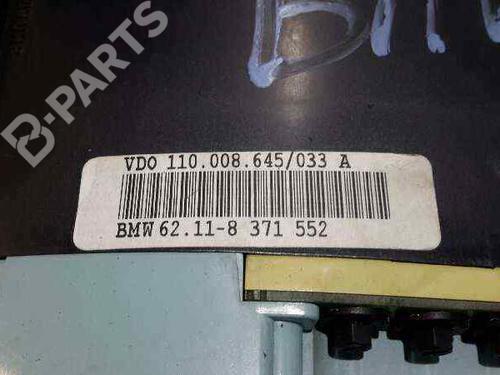 B-PARTS
VDO 110.008.645/033 A
BMW 62.11-8 371 552